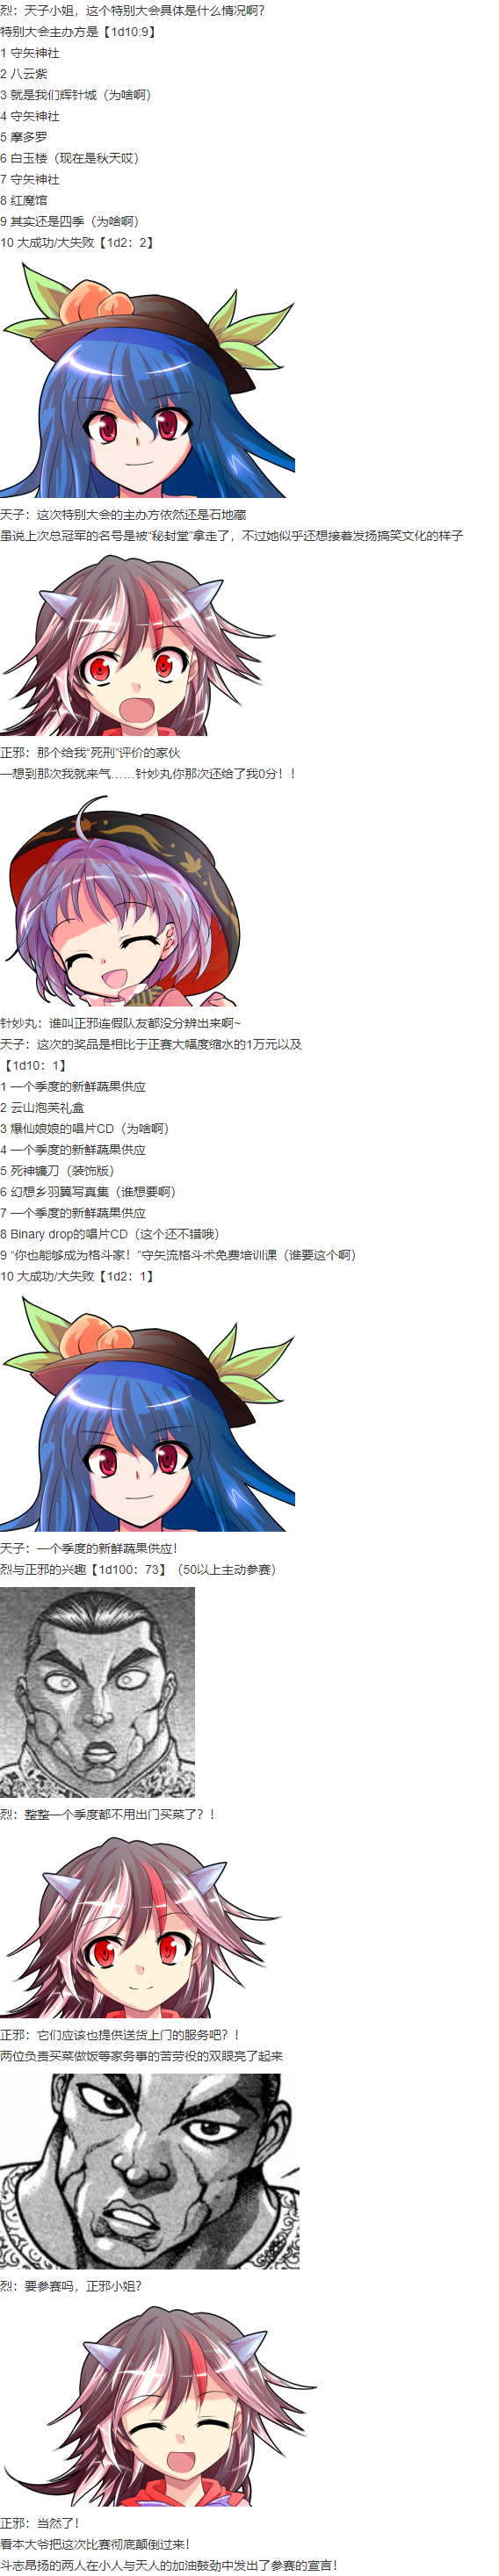 烈：天子小姐，这个特别大会具体是什么情况啊?
特别大会主办方是【1d10:9】
1 守矢神社
2 八云紫
3 就是我们辉针城（为啥啊）
4 守矢神社
5 摩多罗
6 白玉楼（现在是秋天哎）
7 守矢神社
8 红魔馆
9 其实还是四季（为啥啊）
10 大成功/大失败【1d2：2】
天子：这次特别大会的主办方依然还是石地藏
虽说上次总冠军的名号是被“秘封堂”拿走了，不过她似乎还想接着发扬搞笑文化的样子
正邪：那个给我“死刑”评价的家伙
一想到那次我就来气……针妙丸你那次还给了我0分！！
针妙丸：谁叫正邪连假队友都没分辨出来啊~
天子：这次的奖品是相比于正赛大幅度缩水的1万元以及
【1d10：1】
1 一个季度的新鲜蔬果供应
2 云山泡芙礼盒
3 爆仙娘娘的唱片CD（为啥啊）
4 一个季度的新鲜蔬果供应
5 死神镰刀（装饰版）
6 幻想乡羽翼写真集（谁想要啊）
7 一个季度的新鲜蔬果供应
8 Binary drop的唱片CD（这个还不错哦）
9 “你也能够成为格斗家！”守矢流格斗术免费培训课（谁要这个啊）
10 大成功/大失败【1d2：1】
天子：一个季度的新鲜蔬果供应！
烈与正邪的兴趣【1d100：73】（50以上主动参赛）
烈：整整一个季度都不用出门买菜了？！
正邪：它们应该也提供送货上门的服务吧？！
两位负责买菜做饭等家务事的苦劳役的双眼亮了起来
烈：要参赛吗，正邪小姐?
正邪：当然了！
看本大爷把这次比赛彻底颠倒过来！
斗志昂扬的两人在小人与天人的加油鼓劲中发出了参赛的宣言！